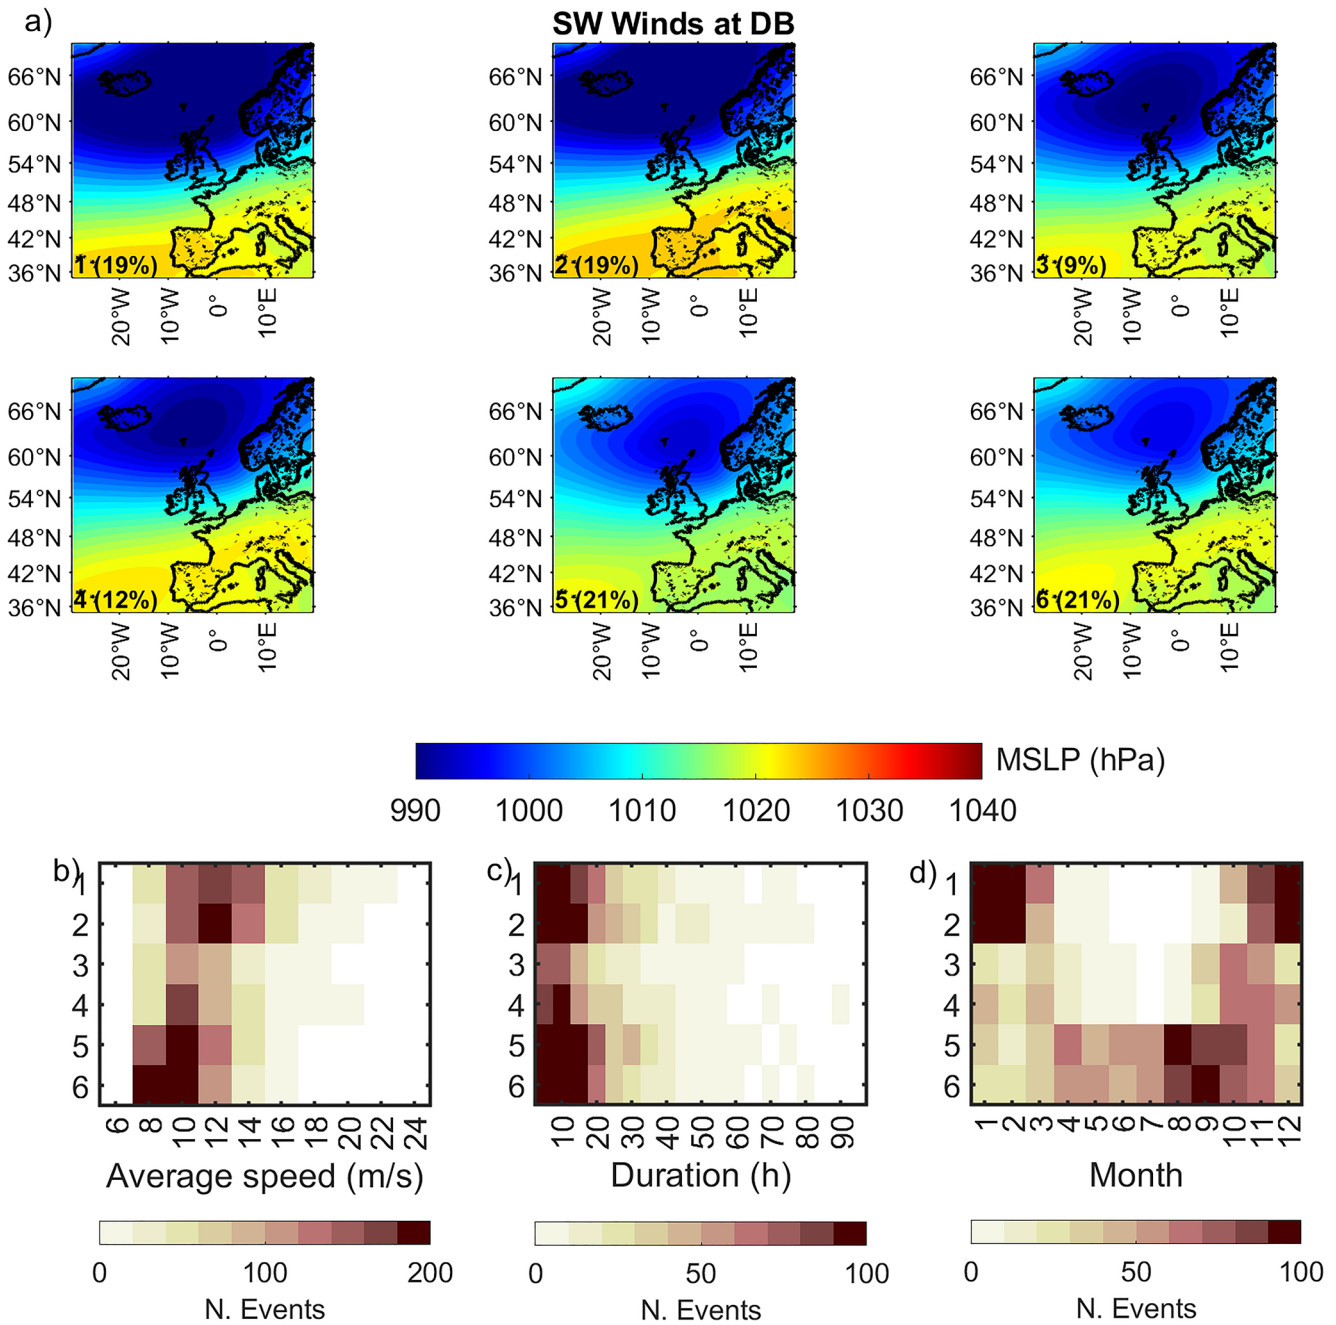 a)
SW Winds at DB
66°N 66°N 66°N
60°N 60°N 60°N
54°N 54°N 54°N
48°N 48°N 48°N
42°N 42°N 42°N
36°N 1 (19%) 36°N 2 (19%) 36°N 3 (9%)
20°W 10°W 0° 10°E 20°W 10°W 0° 10°E 20°W 10°W 0° 10°E
66°N 66°N 66°N
60°N 60°N 60°N
54°N 54°N 54°N
48°N 48°N 48°N
42°N 42°N 42°N
36°N 4 (12%) 36°N 5 (21%) 36°N 6 (21%)
20°W 10°W 0° 10°E 20°W 10°W 0° 10°E 20°W 10°W 0° 10°E
MSLP (hPa)
990 1000 1010 1020 1030 1040
b)
1
2
3
4
5
6
6 8 10 12 14 16 18 20 22 24
Average speed (m/s)
0 100 200
N. Events
c)
1
2
3
4
5
6
10 20 30 40 50 60 70 80 90
Duration (h)
0 50 100
N. Events
d)
1
2
3
4
5
6
1 2 3 4 5 6 7 8 9 10 11 12
Month
0 50 100
N. Events